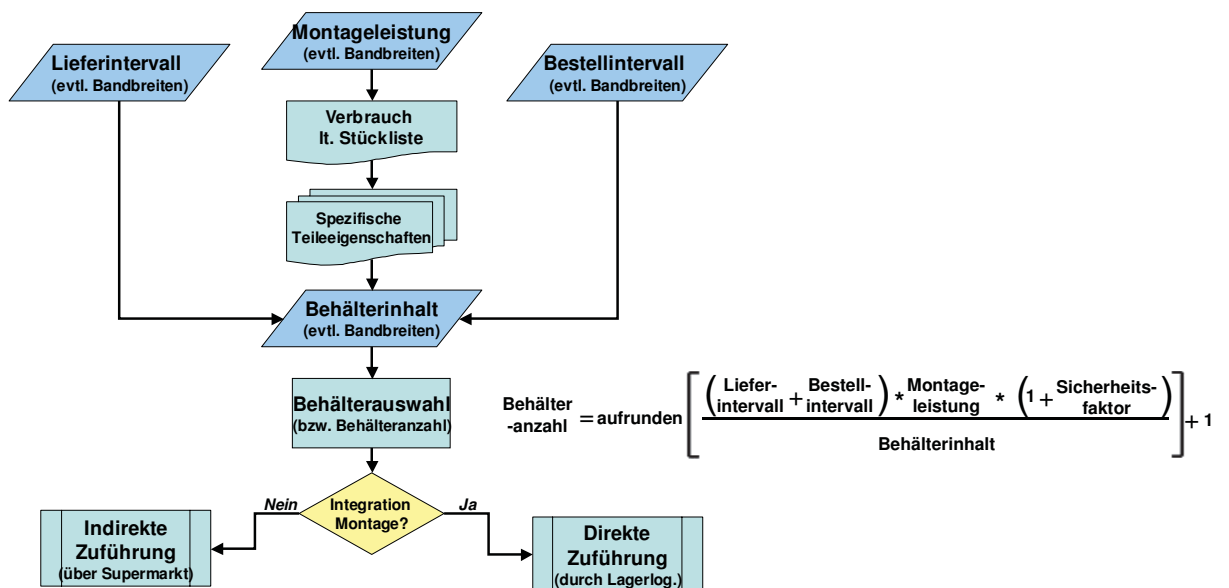 Montageleistung
(evtl. Bandbreiten)
Lieferintervall
(evtl. Bandbreiten)
Bestellintervall
(evtl. Bandbreiten)
Verbrauch
lt. Stückliste
Spezifische
Teileeigenschaften
Behälterinhalt
(evtl. Bandbreiten)
Behälterauswahl
(bzw. Behälteranzahl)
Behälter
-anzahl = aufrunden [ ( Liefer-
intervall + Bestell-
intervall ) * Montage-
leistung * ( 1 + Sicherheits-
faktor )
Behälterinhalt ] + 1
Integration
Montage?
Nein
Ja
Indirekte
Zuführung
(über Supermarkt)
Direkte
Zuführung
(durch Lagerlog.)